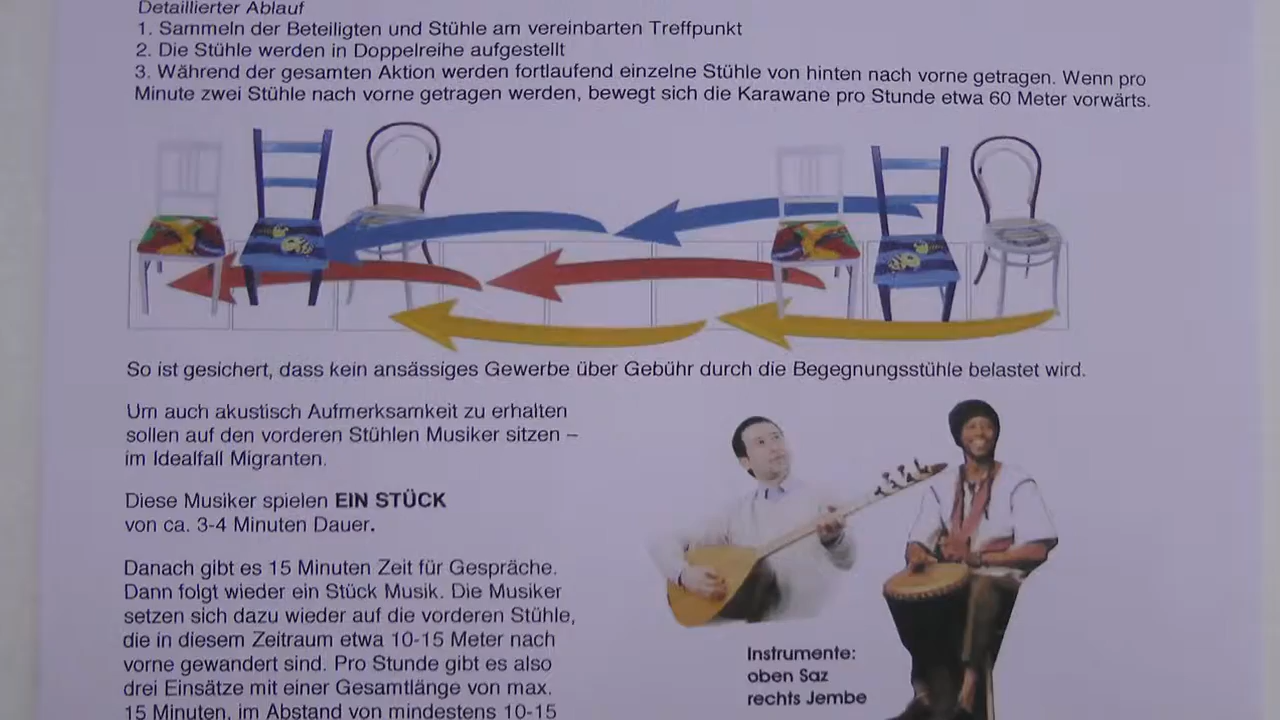 Detaillierter Ablauf
1. Sammeln der Beteiligten und Stühle am vereinbarten Treffpunkt
2. Die Stühle werden in Doppelreihe aufgestellt
3. Während der gesamten Aktion werden fortlaufend einzelne Stühle von hinten nach vorne getragen. Wenn pro
Minute zwei Stühle nach vorne getragen werden, bewegt sich die Karawane pro Stunde etwa 60 Meter vorwärts.
So ist gesichert, dass kein ansässiges Gewerbe über Gebühr durch die Begegnungsstühle belastet wird.
Um auch akustisch Aufmerksamkeit zu erhalten
sollen auf den vorderen Stühlen Musiker sitzen –
im Idealfall Migranten.
Diese Musiker spielen EIN STÜCK
von ca. 3-4 Minuten Dauer.
Danach gibt es 15 Minuten Zeit für Gespräche.
Dann folgt wieder ein Stück Musik. Die Musiker
setzen sich dazu wieder auf die vorderen Stühle,
die in diesem Zeitraum etwa 10-15 Meter nach
vorne gewandert sind. Pro Stunde gibt es also
drei Einsätze mit einer Gesamtlänge von max.
15 Minuten, im Abstand von mindestens 10-15
Instrumente:
oben Saz
rechts Jembe